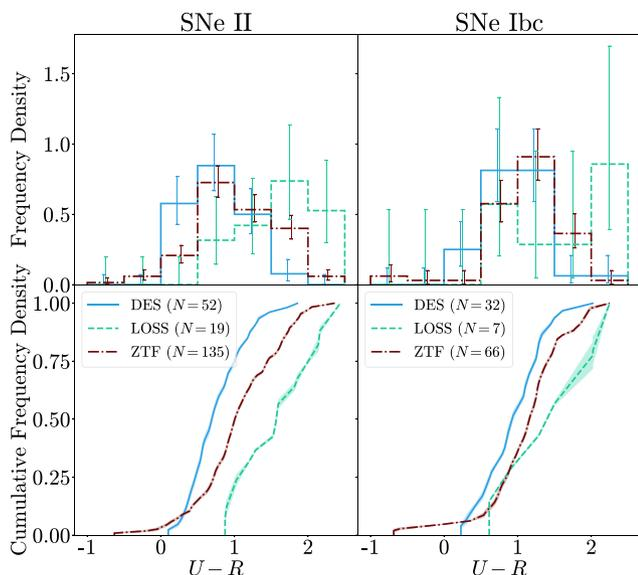 SNe II
SNe Ibc
Frequency Density
1.5
1.0
0.5
0.0
Cumulative Frequency Density
1.00
0.75
0.50
0.25
0.00
DES (N = 52)
LOSS (N = 19)
ZTF (N = 135)
DES (N = 32)
LOSS (N = 7)
ZTF (N = 66)
-1 0 1 2
-1 0 1 2
U − R
U − R